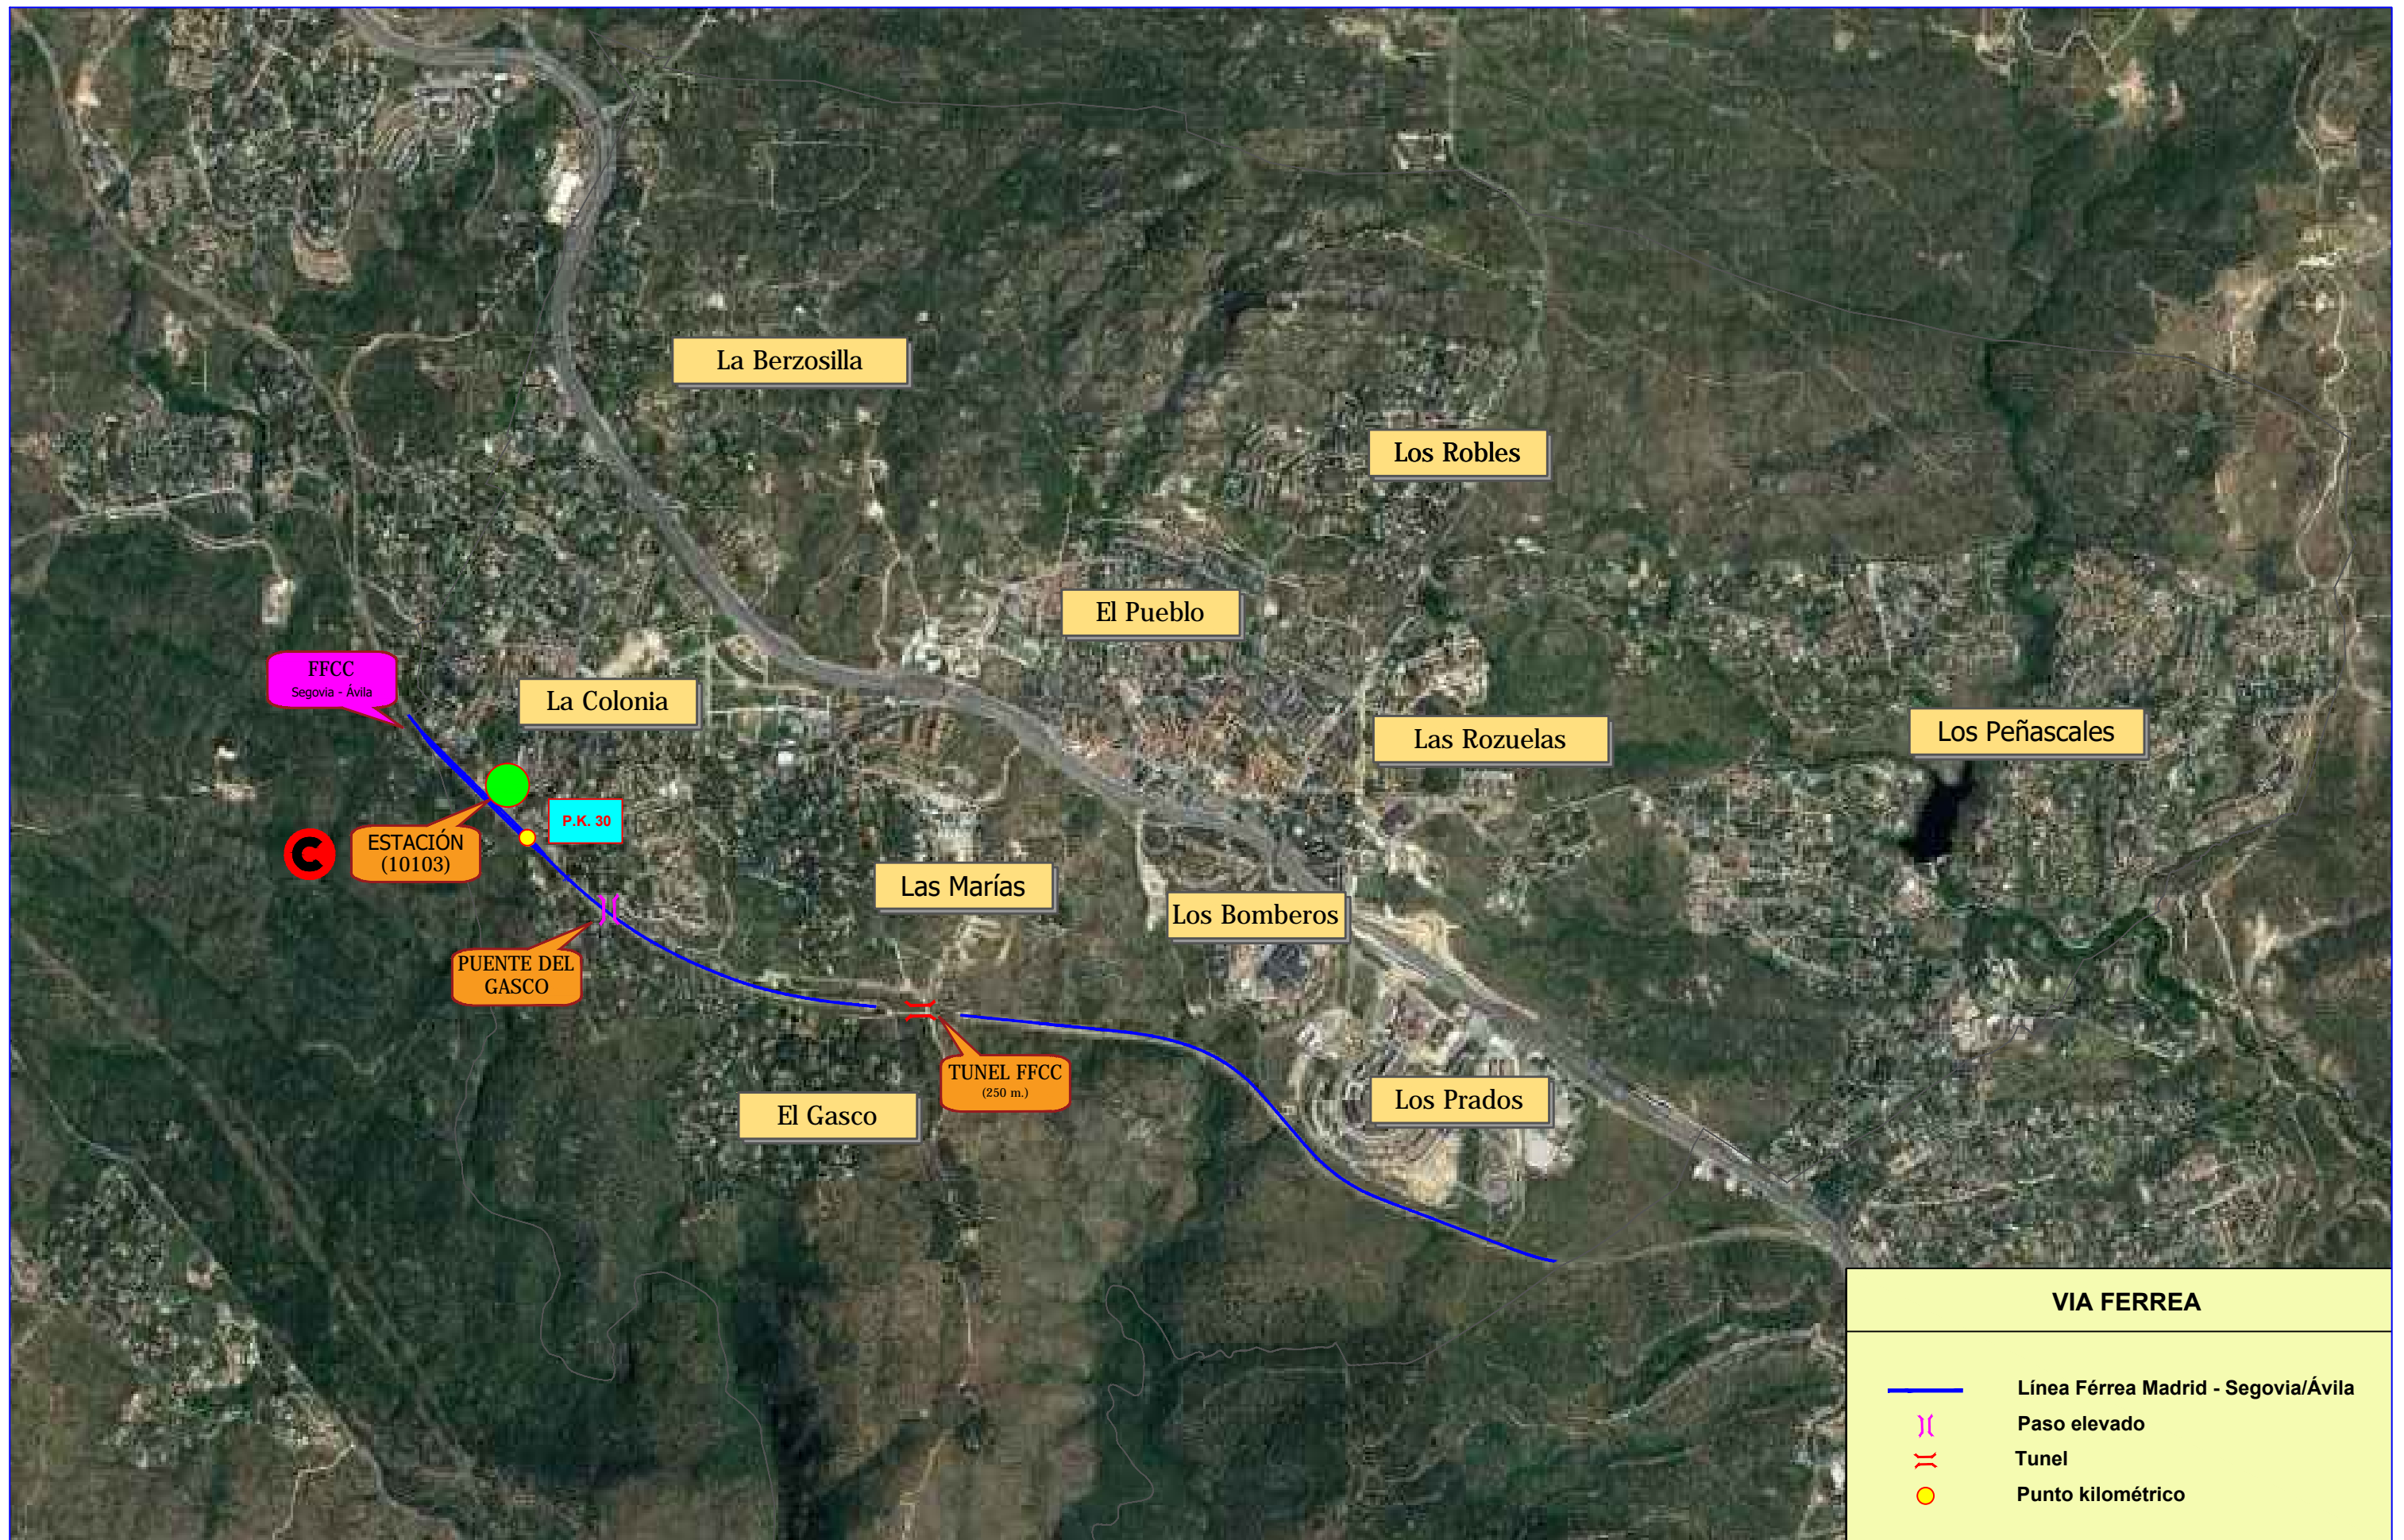 La Berzosilla
Los Robles
El Pueblo
FFCC
Segovia - Ávila
La Colonia
Las Rozuelas
Los Peñascales
P.K. 30
ESTACIÓN
(10103)
C
Las Marías
Los Bomberos
PUENTE DEL
GASCO
TUNEL FFCC
(250 m.)
El Gasco
Los Prados
VIA FERREA
Línea Férrea Madrid - Segovia/Ávila
Paso elevado
Tunel
Punto kilométrico